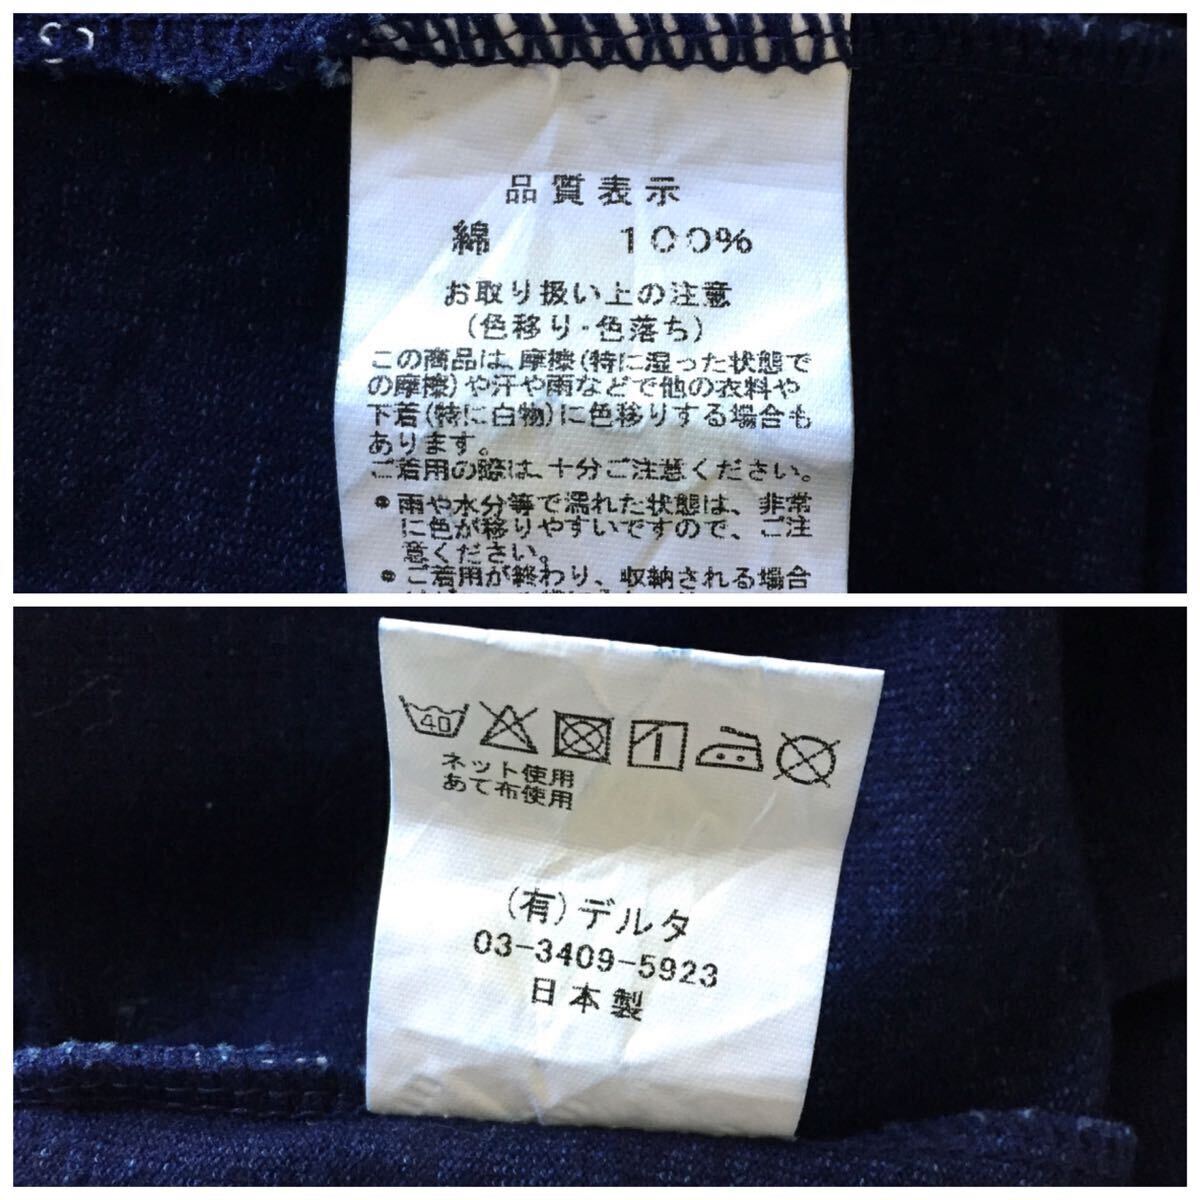 品質表示
綿 100%
お取り扱い上の注意
(色移り・色落ち)
この商品は、摩擦(特に湿った状態で
の摩擦)や汗や雨などで他の衣料や
下着(特に白物)に色移りする場合も
あります。
ご着用の際は、十分ご注意ください。
●雨や水分等で濡れた状態は、非常
に色が移りやすいですので、ご注
意ください。
●ご着用が終わり、収納される場合
40
ネット使用
あて布使用
(有)デルタ
03-3409-5923
日本製